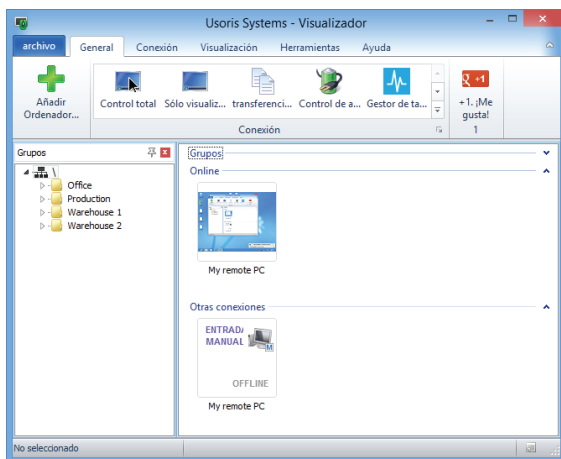 Usoris Systems - Visualizador
archivo General Conexión Visualización Herramientas Ayuda
Añadir
Ordenador...
Control total Sólo visualiz... transferenci... Control de a... Gestor de ta...
Conexión
+1
+1. ¡Me
gusta!
1
Grupos
\
Office
Production
Warehouse 1
Warehouse 2
Grupos
Online
My remote PC
Otras conexiones
ENTRADA
MANUAL
M
OFFLINE
My remote PC
No seleccionado